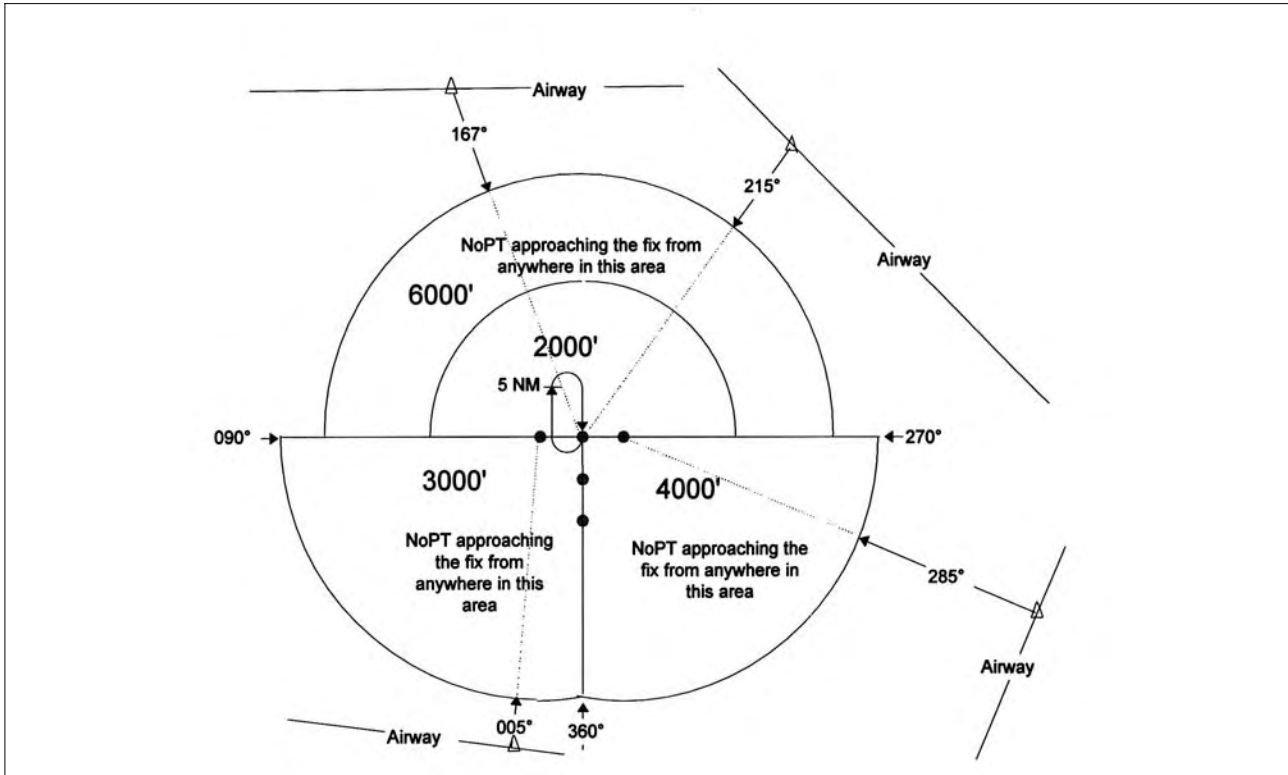 Airway
167°
215°
Airway
NoPT approaching the fix from
anywhere in this area
6000'
2000'
5 NM
090°
270°
3000'
4000'
NoPT approaching
the fix from
anywhere in this
area
NoPT approaching the
fix from anywhere in
this area
285°
Airway
005°
360°
Airway